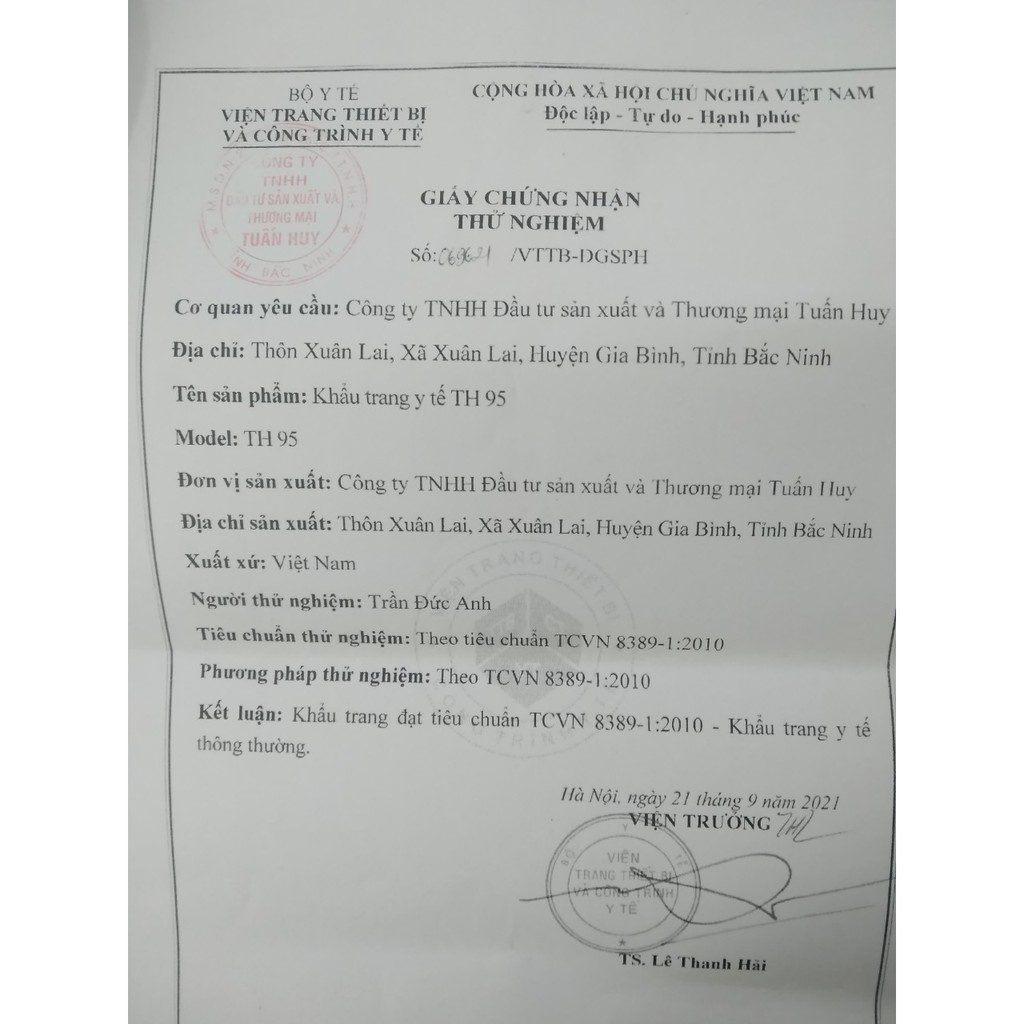 BỘ Y TẾ
VIỆN TRANG THIẾT BỊ
VÀ CÔNG TRÌNH Y TẾ
CỘNG HÒA XÃ HỘI CHỦ NGHĨA VIỆT NAM
Độc lập - Tự do - Hạnh phúc
CÔNG TY
TNHH
ĐẦU TƯ SẢN XUẤT VÀ
THƯƠNG MẠI
TUẤN HUY
TỈNH BẮC NINH
GIẤY CHỨNG NHẬN
THỬ NGHIỆM
Số: /VTTB-DGSPH
Cơ quan yêu cầu: Công ty TNHH Đầu tư sản xuất và Thương mại Tuấn Huy
Địa chỉ: Thôn Xuân Lai, Xã Xuân Lai, Huyện Gia Bình, Tỉnh Bắc Ninh
Tên sản phẩm: Khẩu trang y tế TH 95
Model: TH 95
Đơn vị sản xuất: Công ty TNHH Đầu tư sản xuất và Thương mại Tuấn Huy
Địa chỉ sản xuất: Thôn Xuân Lai, Xã Xuân Lai, Huyện Gia Bình, Tỉnh Bắc Ninh
Xuất xứ: Việt Nam
Người thử nghiệm: Trần Đức Anh
Tiêu chuẩn thử nghiệm: Theo tiêu chuẩn TCVN 8389-1:2010
Phương pháp thử nghiệm: Theo TCVN 8389-1:2010
Kết luận: Khẩu trang đạt tiêu chuẩn TCVN 8389-1:2010 - Khẩu trang y tế
thông thường.
VIỆN TRANG THIẾT BỊ
Hà Nội, ngày 21 tháng 9 năm 2021
VIỆN TRƯỞNG
BỘ Y TẾ
VIỆN
TRANG THIẾT BỊ
VÀ CÔNG TRÌNH
Y TẾ
TS. Lê Thanh Hải